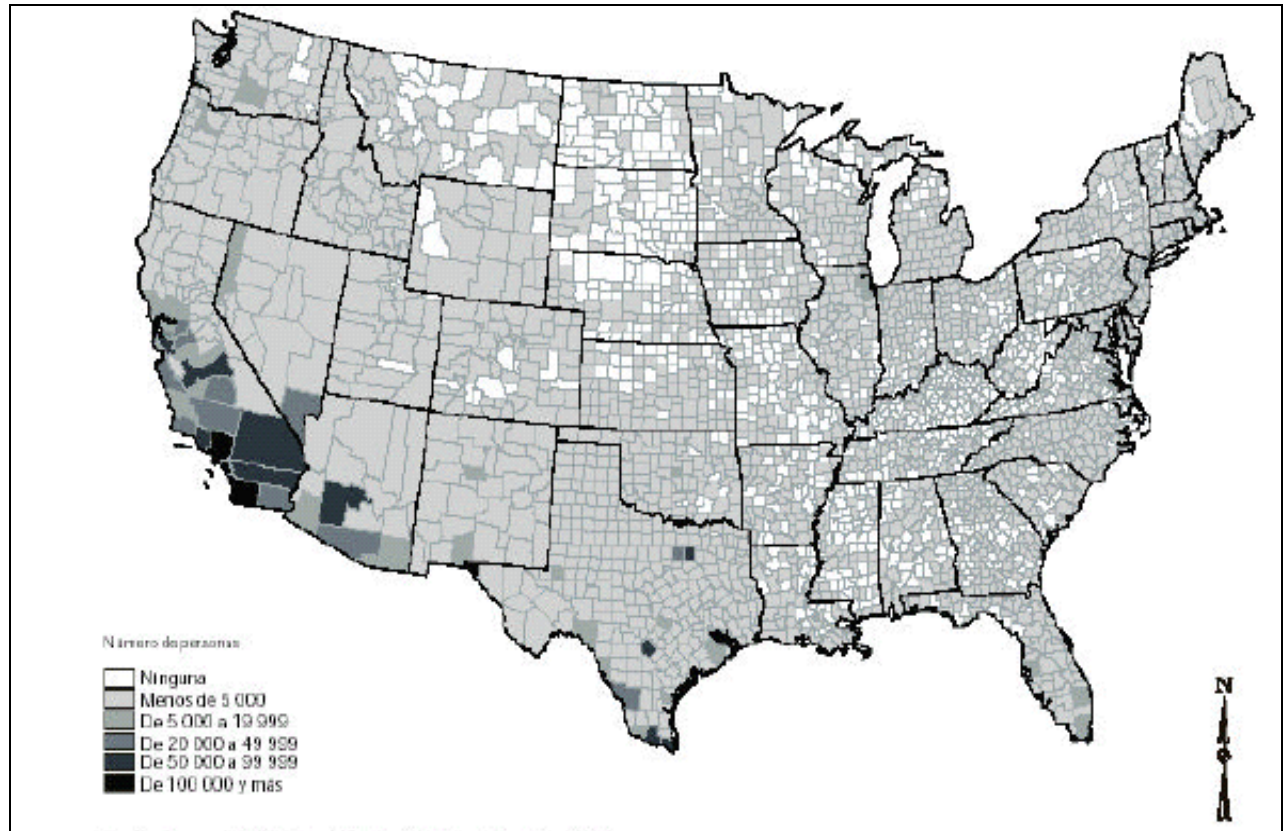 Número de personas
Ninguna
Menos de 5 000
De 5 000 a 19 999
De 20 000 a 49 999
De 50 000 a 99 999
De 100 000 y más
N